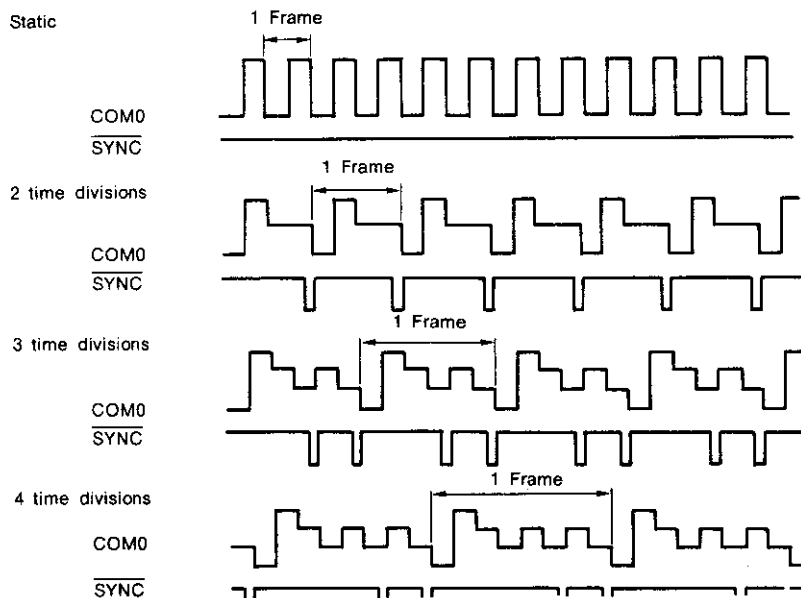 Static
1 Frame
COM0
SYNC
1 Frame
2 time divisions
COM0
SYNC
1 Frame
3 time divisions
COM0
SYNC
1 Frame
4 time divisions
COM0
SYNC